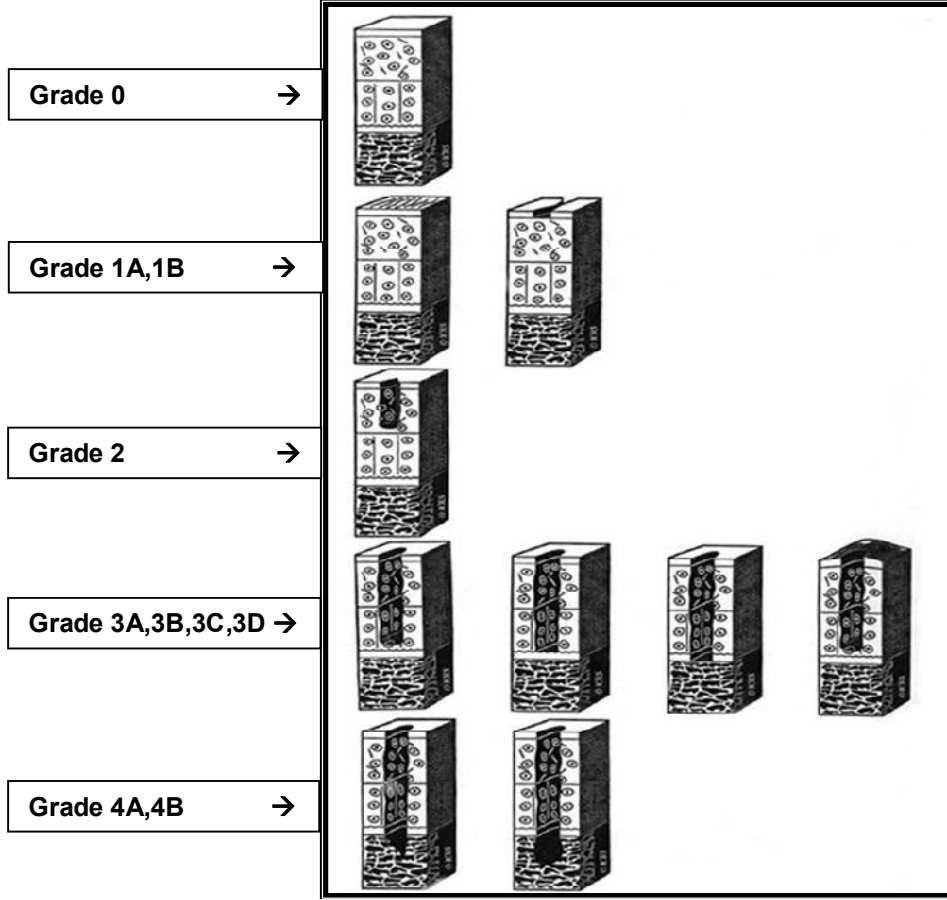 Grade 0 →
Grade 1A,1B →
Grade 2 →
Grade 3A,3B,3C,3D →
Grade 4A,4B →